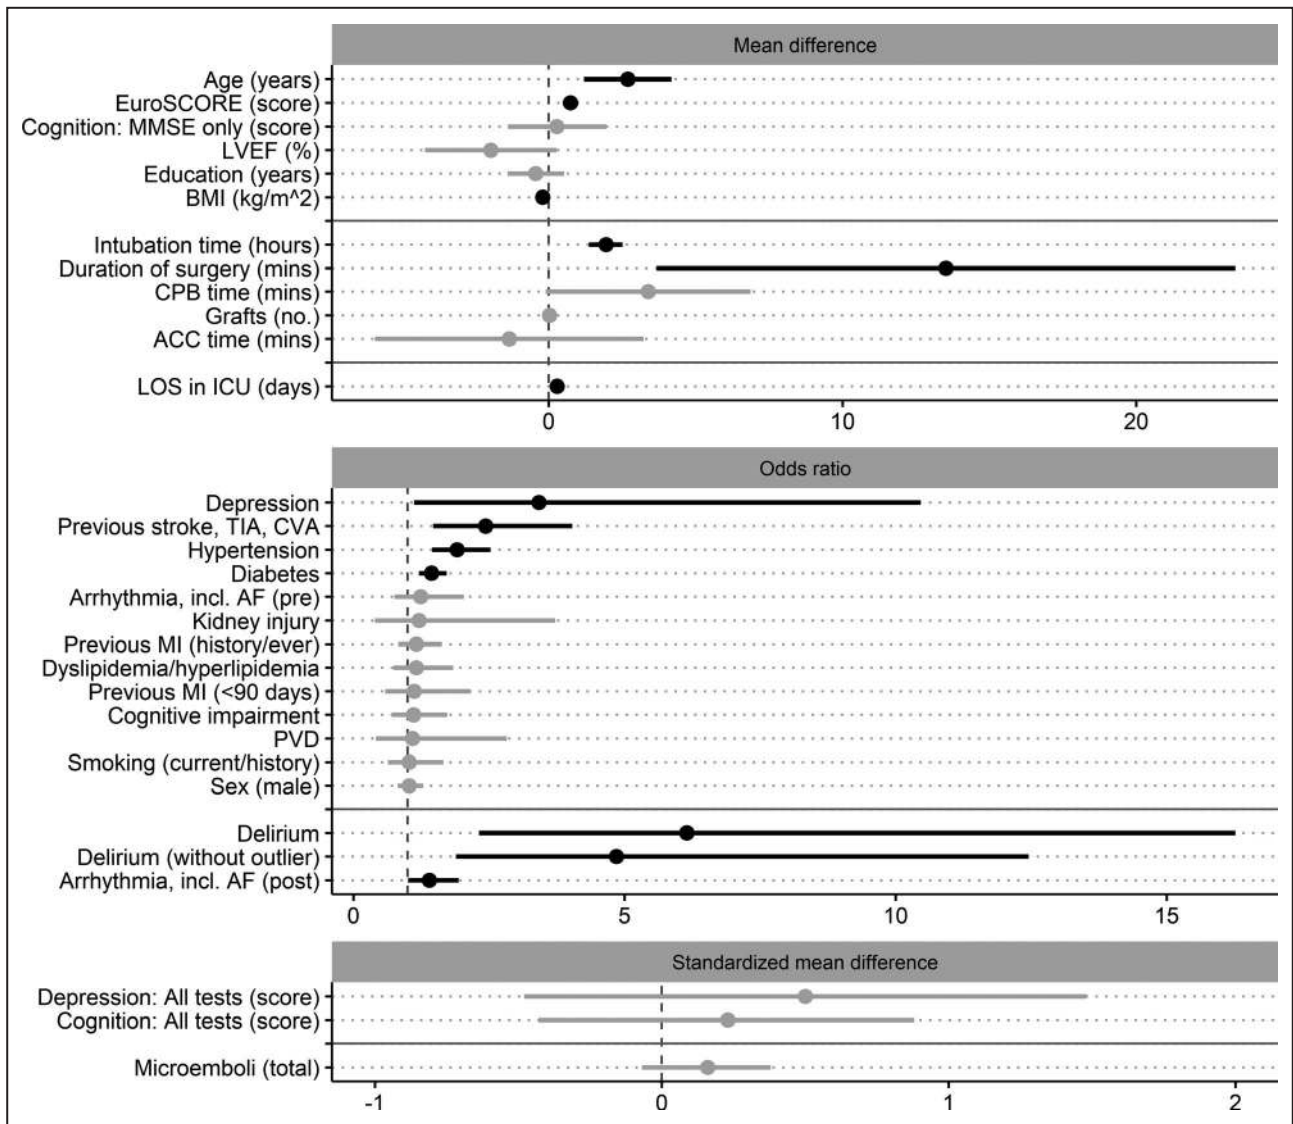 Mean difference
Age (years)
EuroSCORE (score)
Cognition: MMSE only (score)
LVEF (%)
Education (years)
BMI (kg/m^2)
Intubation time (hours)
Duration of surgery (mins)
CPB time (mins)
Grafts (no.)
ACC time (mins)
LOS in ICU (days)
0 10 20
Odds ratio
Depression
Previous stroke, TIA, CVA
Hypertension
Diabetes
Arrhythmia, incl. AF (pre)
Kidney injury
Previous MI (history/ever)
Dyslipidemia/hyperlipidemia
Previous MI (<90 days)
Cognitive impairment
PVD
Smoking (current/history)
Sex (male)
Delirium
Delirium (without outlier)
Arrhythmia, incl. AF (post)
0 5 10 15
Standardized mean difference
Depression: All tests (score)
Cognition: All tests (score)
Microemboli (total)
-1 0 1 2